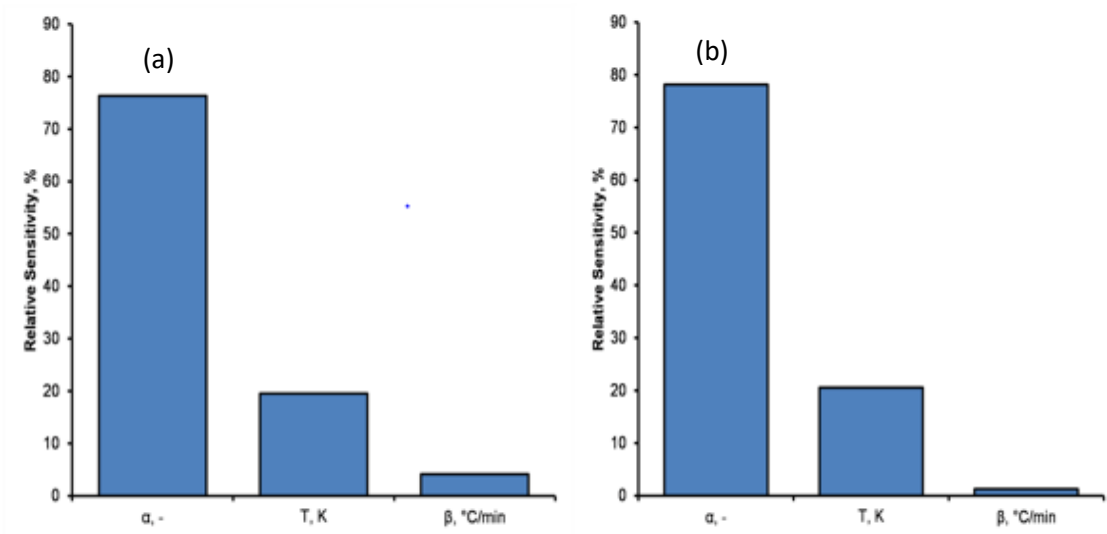 (a)
Relative Sensitivity, %
90
80
70
60
50
40
30
20
10
0
α, -
T, K
β, °C/min
(b)
Relative Sensitivity, %
90
80
70
60
50
40
30
20
10
0
α, -
T, K
β, °C/min